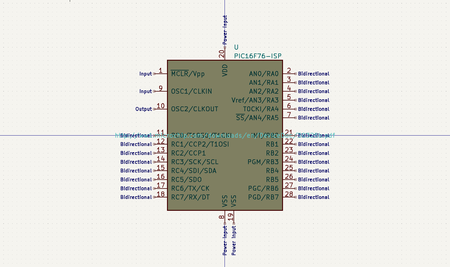 Power Input
20
U
PIC16F76-ISP
VDD
Input 1 MCLR/Vpp AN0/RA0 2 Bidirectional
AN1/RA1 3 Bidirectional
Input 9 OSC1/CLKIN AN2/RA2 4 Bidirectional
Vref/AN3/RA3 5 Bidirectional
Output 10 OSC2/CLKOUT TOCKI/RA4 6 Bidirectional
SS/AN4/RA5 7 Bidirectional
Bidirectional 11 21 Bidirectional
Bidirectional 12 RC1/CCP2/T1OSI RB1 22 Bidirectional
Bidirectional 13 RC2/CCP1 RB2 23 Bidirectional
Bidirectional 14 RC3/SCK/SCL PGM/RB3 24 Bidirectional
Bidirectional 15 RC4/SDI/SDA RB4 25 Bidirectional
Bidirectional 16 RC5/SDO RB5 26 Bidirectional
Bidirectional 17 RC6/TX/CK PGC/RB6 27 Bidirectional
Bidirectional 18 RC7/RX/DT PGD/RB7 28 Bidirectional
VSS VSS
8 19
Power Input Power Input